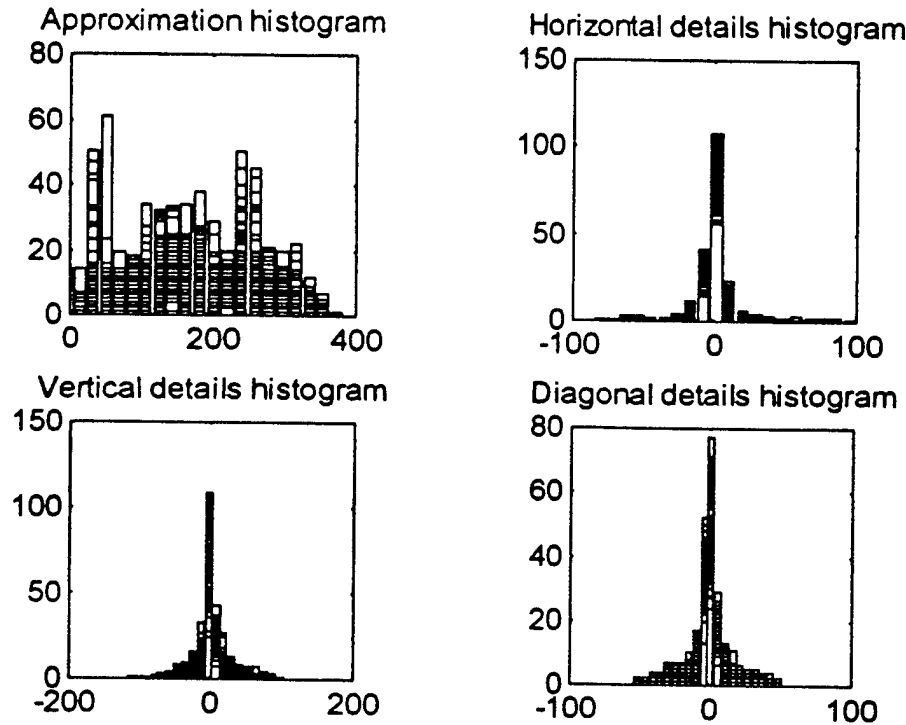 Approximation histogram
80
60
40
20
0
0 200 400
Horizontal details histogram
150
100
50
0
-100 0 100
Vertical details histogram
150
100
50
0
-200 0 200
Diagonal details histogram
80
60
40
20
0
-100 0 100